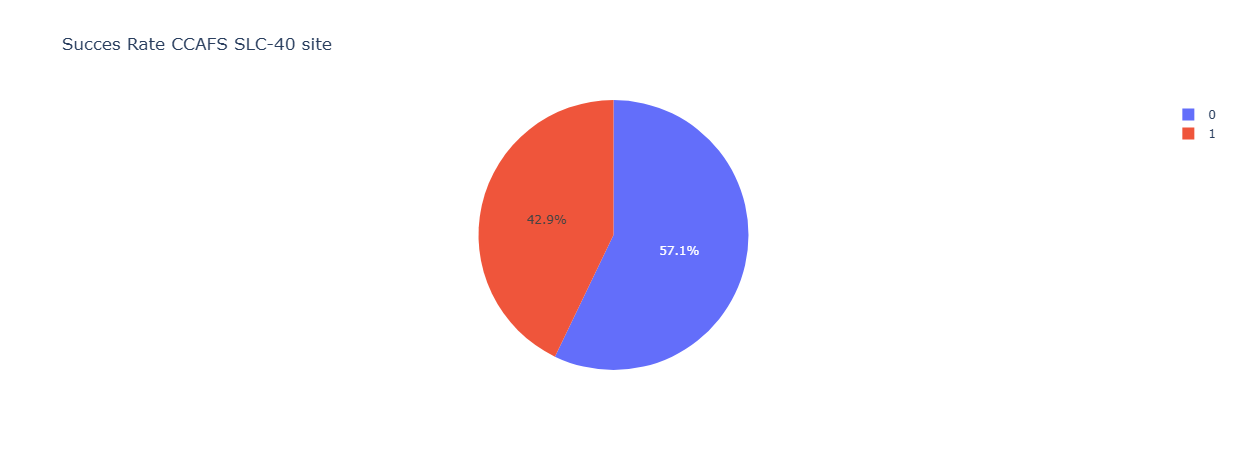 Succes Rate CCAFS SLC-40 site
0
1
42.9%
57.1%